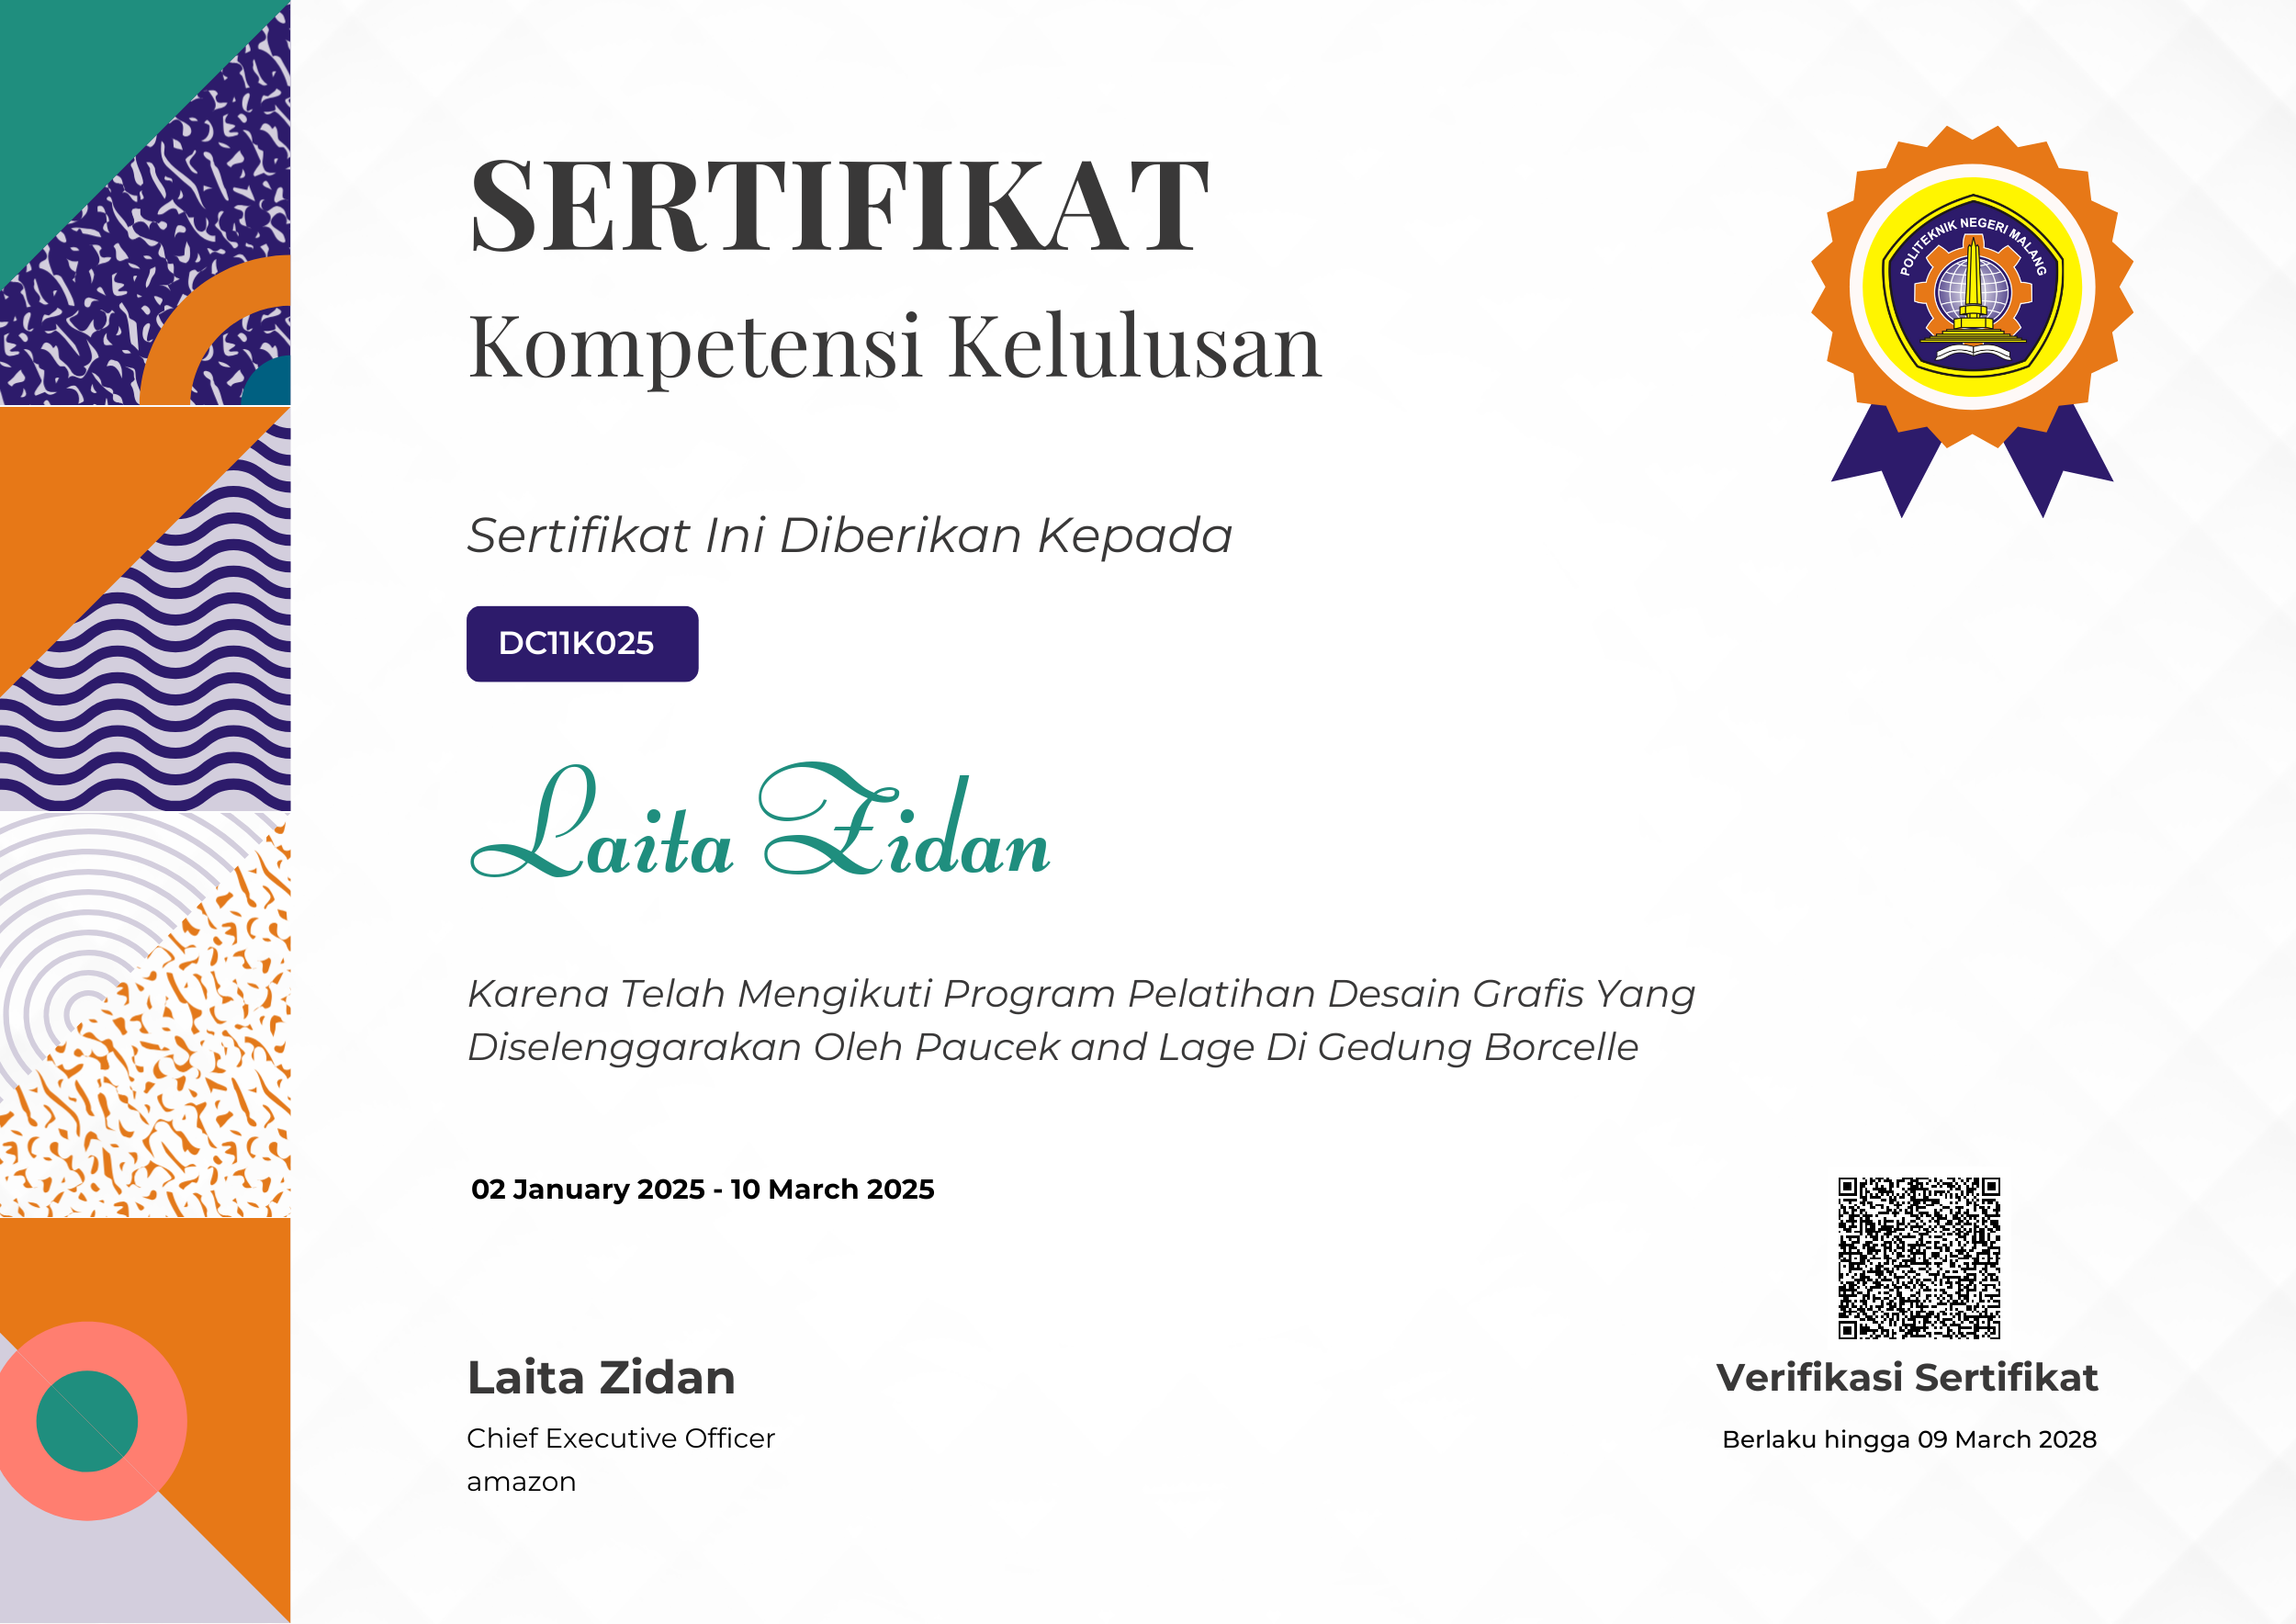 SERTIFIKAT
POLITEKNIK NEGERI MALANG
Kompetensi Kelulusan
Sertifikat Ini Diberikan Kepada
DC11K025
Laita Zidan
Karena Telah Mengikuti Program Pelatihan Desain Grafis Yang
Diselenggarakan Oleh Paucek and Lage Di Gedung Borcelle
02 January 2025 - 10 March 2025
Laita Zidan
Chief Executive Officer
amazon
Verifikasi Sertifikat
Berlaku hingga 09 March 2028